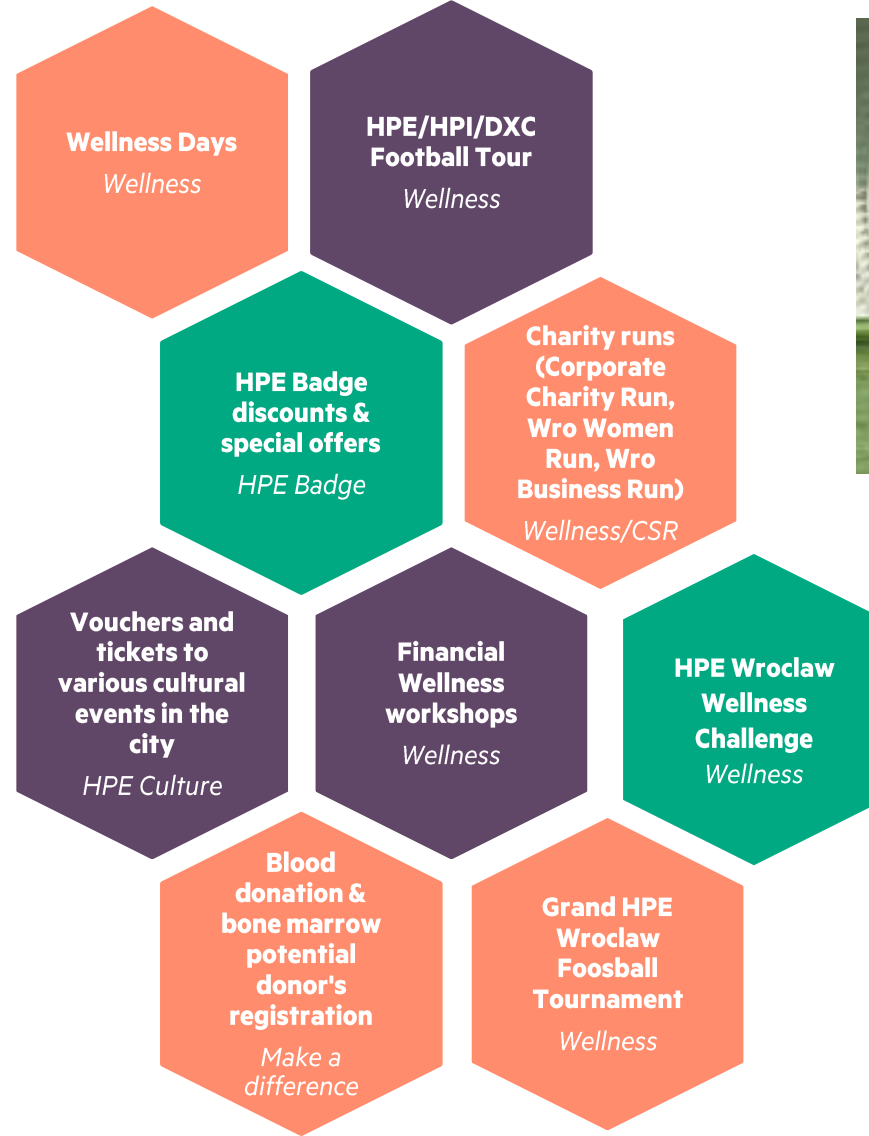 Wellness Days
Wellness
HPE/HPI/DXC
Football Tour
Wellness
HPE Badge
discounts &
special offers
HPE Badge
Charity runs
(Corporate
Charity Run,
Wro Women
Run, Wro
Business Run)
Wellness/CSR
Vouchers and
tickets to
various cultural
events in the
city
HPE Culture
Financial
Wellness
workshops
Wellness
HPE Wroclaw
Wellness
Challenge
Wellness
Blood
donation &
bone marrow
potential
donor's
registration
Make a
difference
Grand HPE
Wroclaw
Foosball
Tournament
Wellness